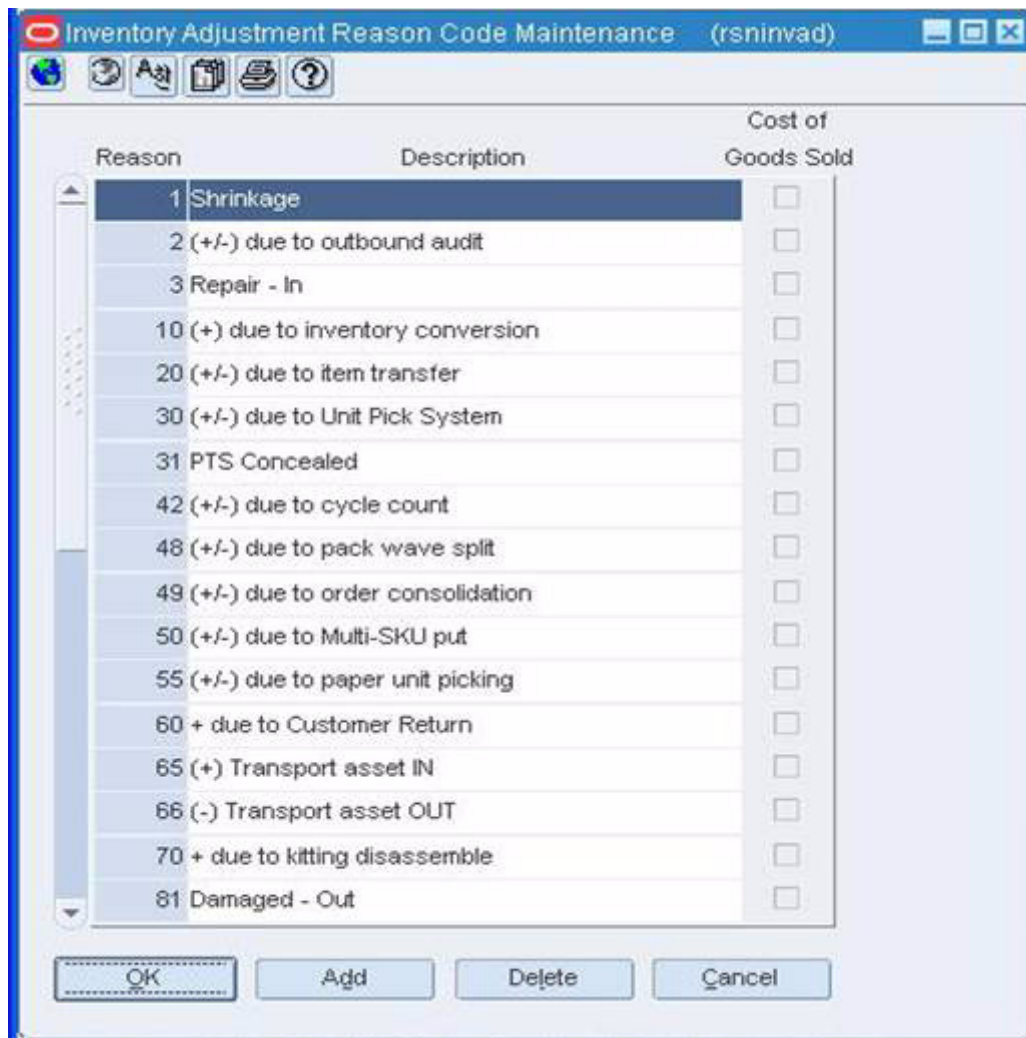 Inventory Adjustment Reason Code Maintenance (rsninvad)
Cost of
Reason Description Goods Sold
1 Shrinkage
2 (+/-) due to outbound audit
3 Repair - In
10 (+) due to inventory conversion
20 (+/-) due to item transfer
30 (+/-) due to Unit Pick System
31 PTS Concealed
42 (+/-) due to cycle count
48 (+/-) due to pack wave split
49 (+/-) due to order consolidation
50 (+/-) due to Multi-SKU put
55 (+/-) due to paper unit picking
60 + due to Customer Return
65 (+) Transport asset IN
66 (-) Transport asset OUT
70 + due to kitting disassemble
81 Damaged - Out
OK Add Delete Cancel